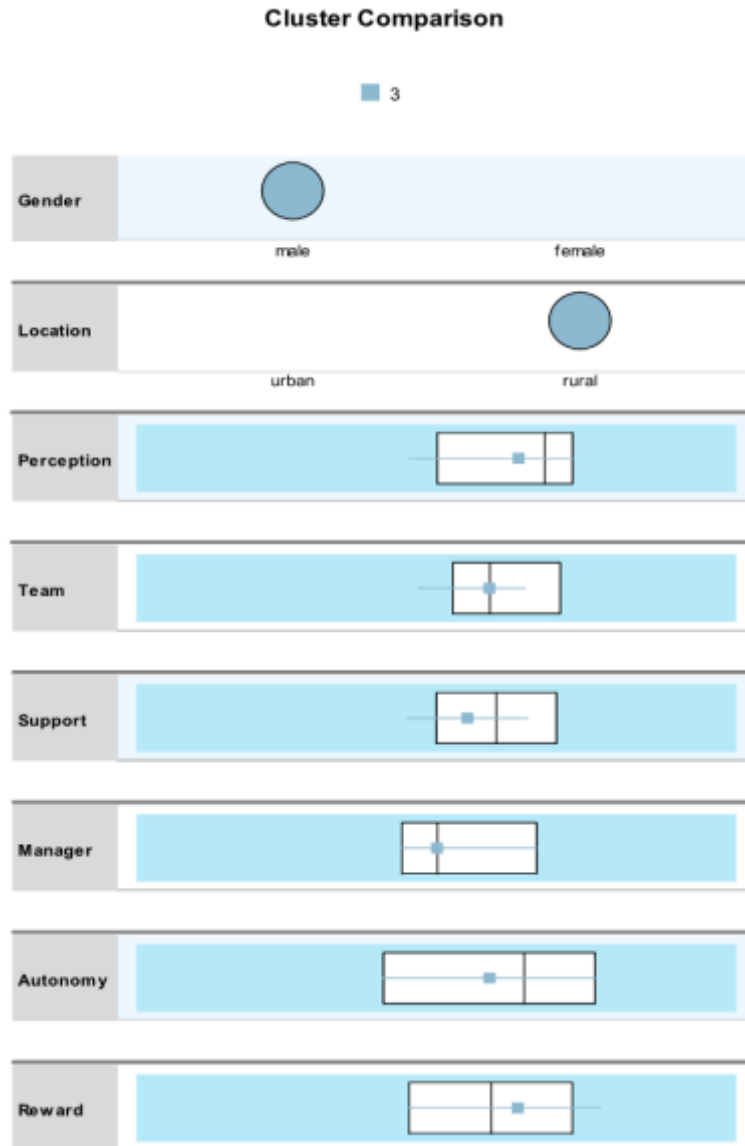 Cluster Comparison
3
Gender
male female
Location
urban rural
Perception
Team
Support
Manager
Autonomy
Reward